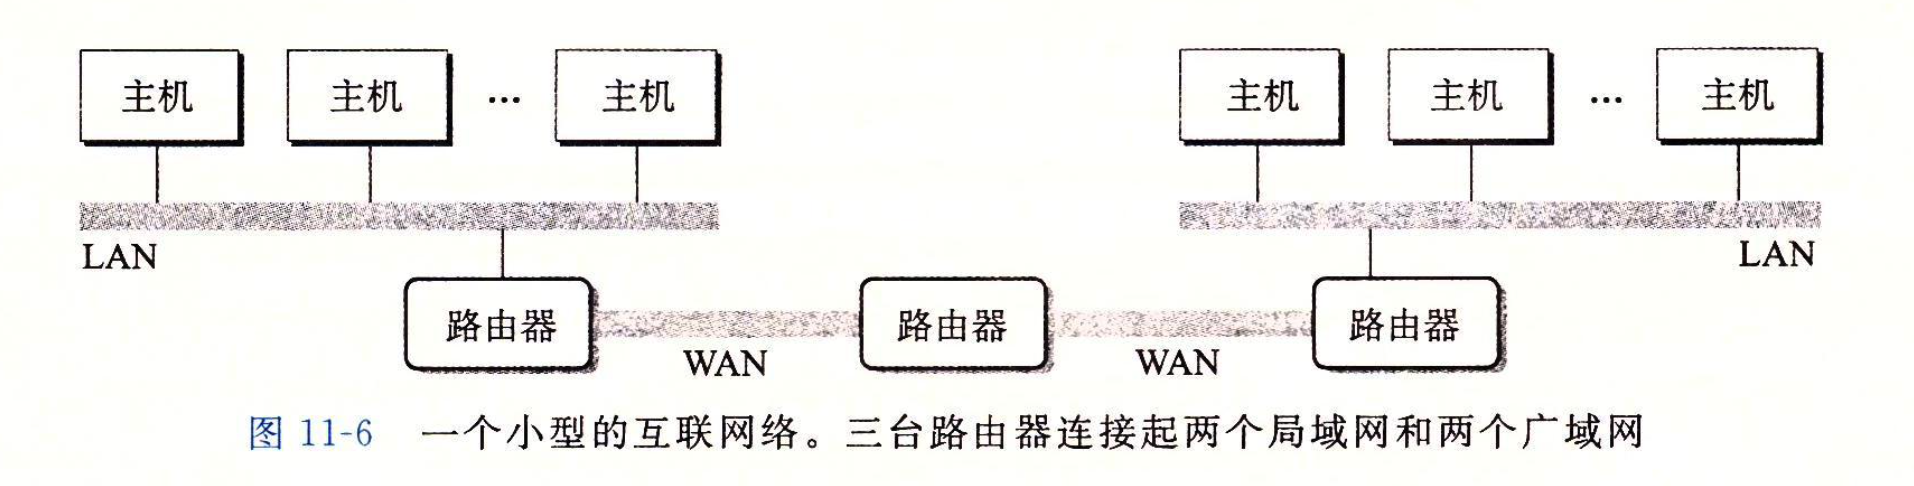 主机 主机 … 主机 主机 主机 … 主机
LAN LAN
路由器 路由器 路由器
WAN WAN
图 11-6 一个小型的互联网络。三台路由器连接起两个局域网和两个广域网